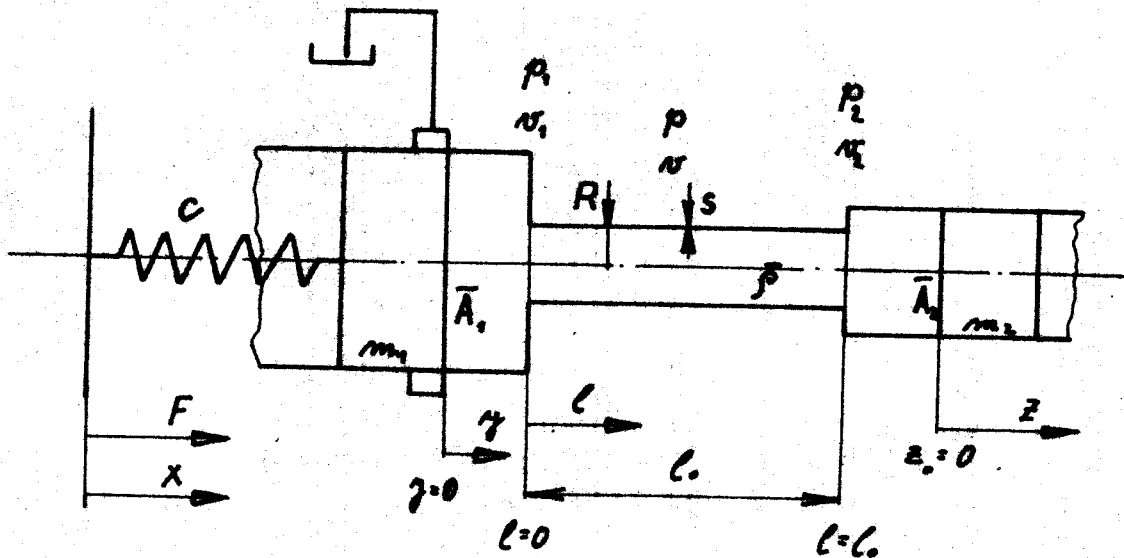 p₁
v₁
p
v
p₂
v₂
c
R
s
Ā₁
m₁
ρ̄
Ā₂
m₂
F
x
y
y=0
l
l₀
l=0
l=l₀
z
z₀=0